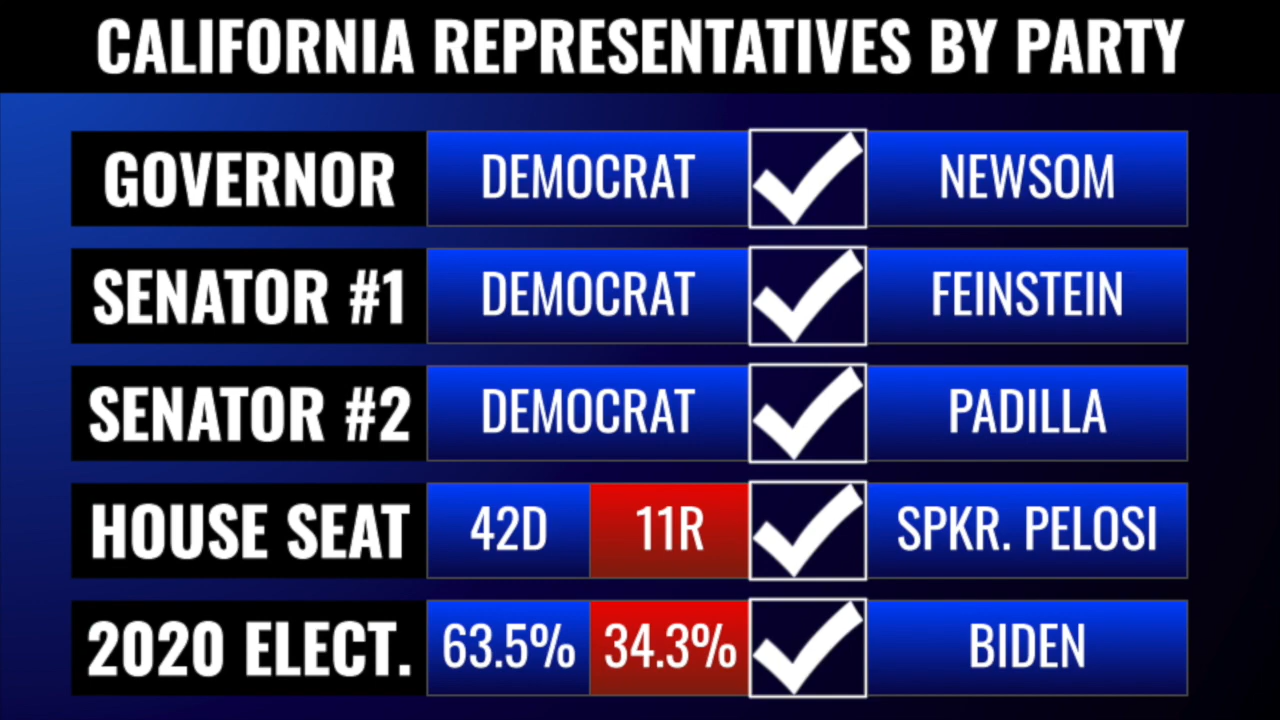 CALIFORNIA REPRESENTATIVES BY PARTY
GOVERNOR DEMOCRAT NEWSOM
SENATOR #1 DEMOCRAT FEINSTEIN
SENATOR #2 DEMOCRAT PADILLA
HOUSE SEAT 42D 11R SPKR. PELOSI
2020 ELECT. 63.5% 34.3% BIDEN